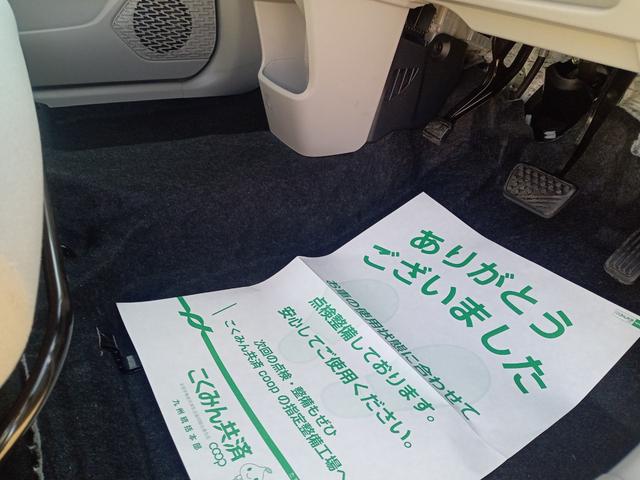 ありがとう
ございました
お車の使用状態に合わせて
点検整備しております。
安心してご使用ください。
次回の点検・整備もぜひ
こくみん共済 coop の指定整備工場へ
こくみん共済
coop
九州統括本部